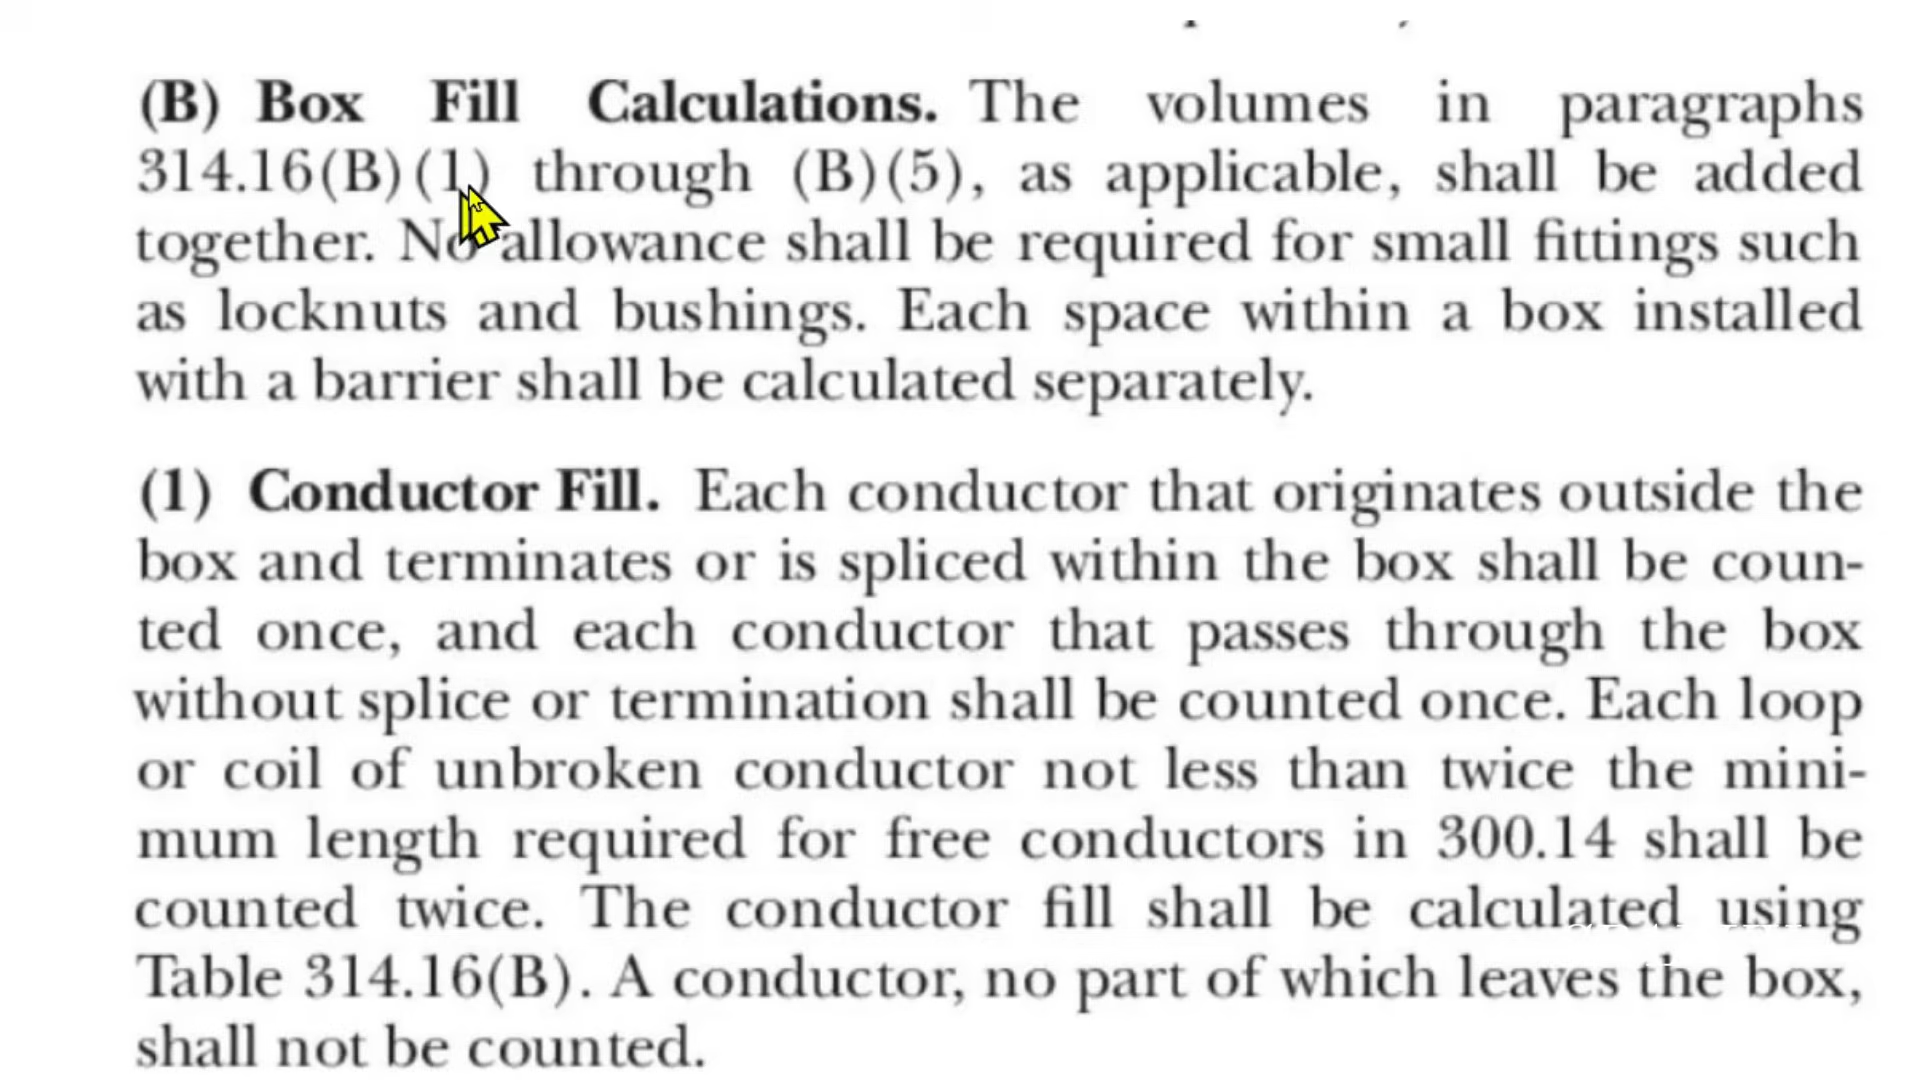 (B) Box Fill Calculations. The volumes in paragraphs
314.16(B)(1) through (B)(5), as applicable, shall be added
together. No allowance shall be required for small fittings such
as locknuts and bushings. Each space within a box installed
with a barrier shall be calculated separately.
(1) Conductor Fill. Each conductor that originates outside the
box and terminates or is spliced within the box shall be coun-
ted once, and each conductor that passes through the box
without splice or termination shall be counted once. Each loop
or coil of unbroken conductor not less than twice the mini-
mum length required for free conductors in 300.14 shall be
counted twice. The conductor fill shall be calculated using
Table 314.16(B). A conductor, no part of which leaves the box,
shall not be counted.